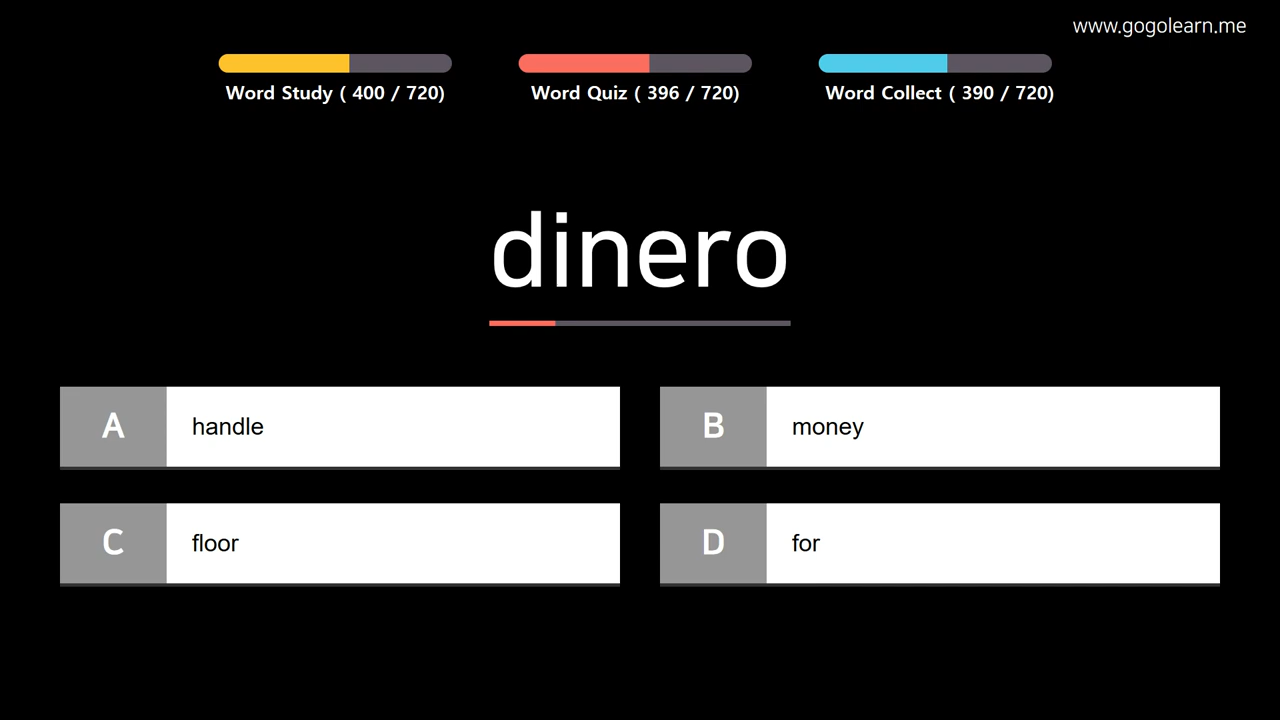 www.gogolearn.me
Word Study ( 400 / 720)
Word Quiz ( 396 / 720)
Word Collect ( 390 / 720)
dinero
A handle
B money
C floor
D for